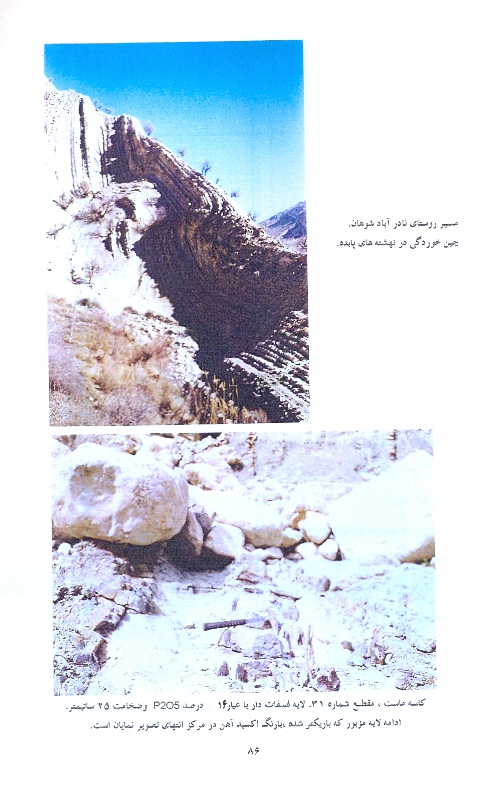 مسیر روستای نادر آباد شوهان.
چین خوردگی در نهشته های پابده.
کاسه ماست ، مقطع شماره ۳۱. لایه فسفات دار با عیار۱۶ درصد P2O5 وضخامت ۲۵ سانیمتر.
ادامه لایه مزبور که باریکتر شده ،بارنگ اکسید آهن در مرکز انتهای تصویر نمایان است.
۸۶